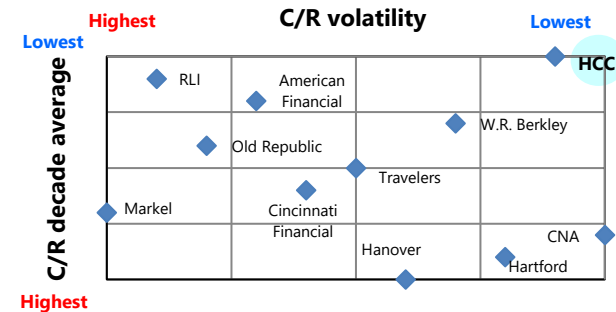 C/R volatility
Highest
Lowest
Lowest
HCC
RLI
American
Financial
W.R. Berkley
Old Republic
Travelers
Markel
Cincinnati
Financial
CNA
Hanover
Hartford
C/R decade average
Highest